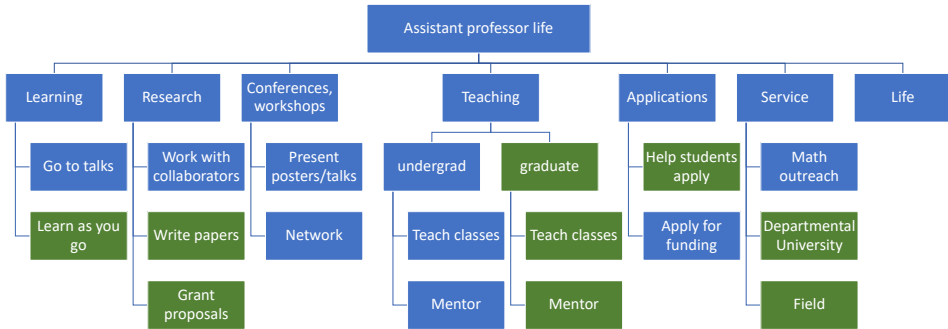 Assistant professor life
Learning
Research
Conferences,
workshops
Teaching
Applications
Service
Life
Go to talks
Learn as you
go
Work with
collaborators
Write papers
Grant
proposals
Present
posters/talks
Network
undergrad
Teach classes
Mentor
graduate
Teach classes
Mentor
Help students
apply
Apply for
funding
Math
outreach
Departmental
University
Field